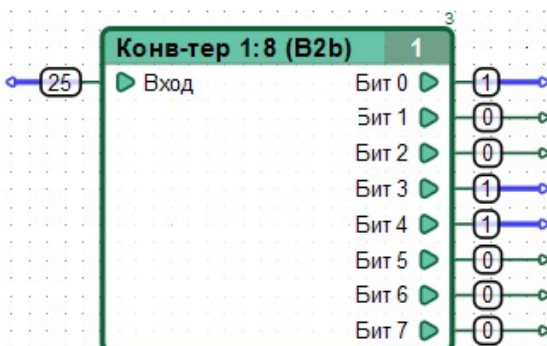 3
Конв-тер 1:8 (B2b) 1
25 Вход Бит 0 1
Бит 1 0
Бит 2 0
Бит 3 1
Бит 4 1
Бит 5 0
Бит 6 0
Бит 7 0